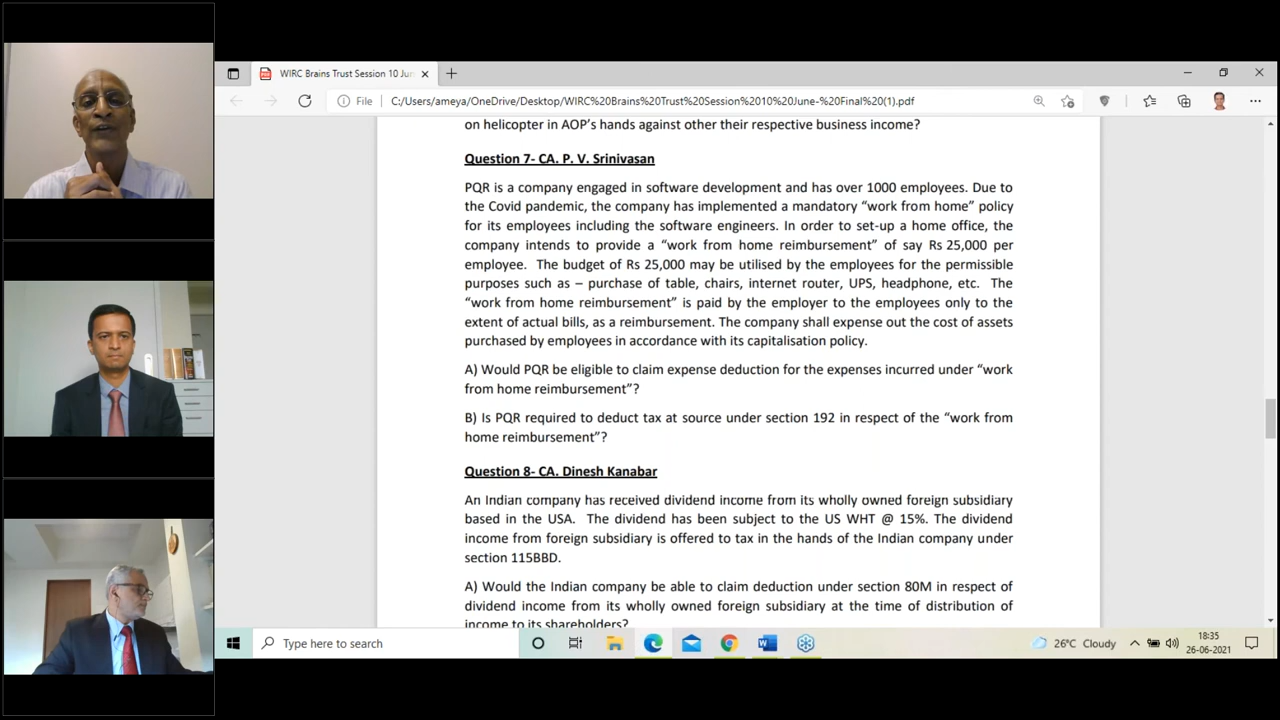 WIRC Brains Trust Session 10 Jun
File
C:/Users/ameya/OneDrive/Desktop/WIRC%20Brains%20Trust%20Session%2010%20June-%20Final%20(1).pdf
on helicopter in AOP's hands against other their respective business income?
Question 7- CA. P. V. Srinivasan
PQR is a company engaged in software development and has over 1000 employees. Due to
the Covid pandemic, the company has implemented a mandatory “work from home” policy
for its employees including the software engineers. In order to set-up a home office, the
company intends to provide a “work from home reimbursement” of say Rs 25,000 per
employee. The budget of Rs 25,000 may be utilised by the employees for the permissible
purposes such as – purchase of table, chairs, internet router, UPS, headphone, etc. The
“work from home reimbursement” is paid by the employer to the employees only to the
extent of actual bills, as a reimbursement. The company shall expense out the cost of assets
purchased by employees in accordance with its capitalisation policy.
A) Would PQR be eligible to claim expense deduction for the expenses incurred under “work
from home reimbursement”?
B) Is PQR required to deduct tax at source under section 192 in respect of the “work from
home reimbursement”?
Question 8- CA. Dinesh Kanabar
An Indian company has received dividend income from its wholly owned foreign subsidiary
based in the USA. The dividend has been subject to the US WHT @ 15%. The dividend
income from foreign subsidiary is offered to tax in the hands of the Indian company under
section 115BBD.
A) Would the Indian company be able to claim deduction under section 80M in respect of
dividend income from its wholly owned foreign subsidiary at the time of distribution of
income to its shareholders?
Type here to search
26°C Cloudy
18:35
26-06-2021